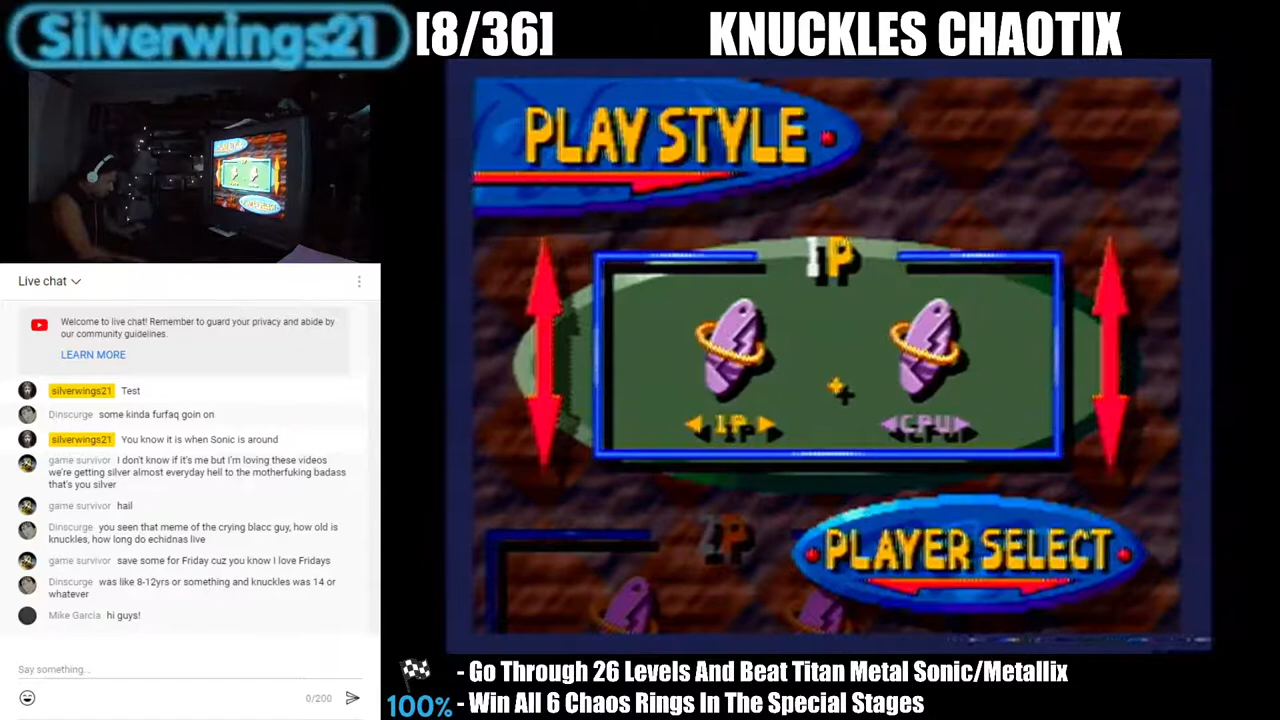 Silverwings21
[8/36]
KNUCKLES CHAOTIX
PLAY STYLE
1P
1P
CPU
2P
PLAYER SELECT
Live chat
Welcome to live chat! Remember to guard your privacy and abide by
our community guidelines.
LEARN MORE
silverwings21 Test
Dinscurge some kinda furfaq goin on
silverwings21 You know it is when Sonic is around
game survivor I don't know if it's me but I'm loving these videos
we're getting silver almost everyday hell to the motherfuking badass
that's you silver
game survivor hail
Dinscurge you seen that meme of the crying blacc guy, how old is
knuckles, how long do echidnas live
game survivor save some for Friday cuz you know I love Fridays
Dinscurge was like 8-12yrs or something and knuckles was 14 or
whatever
Mike Garcia hi guys!
Say something...
0/200
- Go Through 26 Levels And Beat Titan Metal Sonic/Metallix
100% - Win All 6 Chaos Rings In The Special Stages